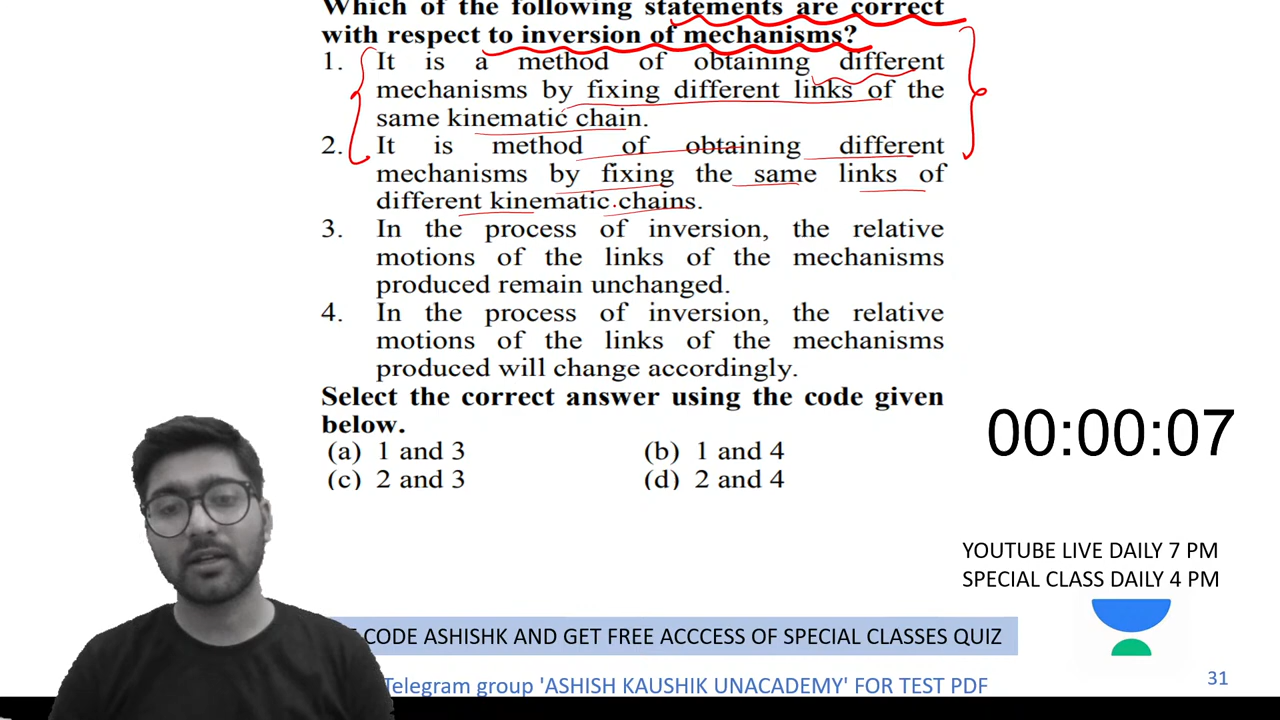 Which of the following statements are correct
with respect to inversion of mechanisms?
1. It is a method of obtaining different
mechanisms by fixing different links of the
same kinematic chain.
2. It is method of obtaining different
mechanisms by fixing the same links of
different kinematic chains.
3. In the process of inversion, the relative
motions of the links of the mechanisms
produced remain unchanged.
4. In the process of inversion, the relative
motions of the links of the mechanisms
produced will change accordingly.
Select the correct answer using the code given
below.
(a) 1 and 3 (b) 1 and 4
(c) 2 and 3 (d) 2 and 4
00:00:07
YOUTUBE LIVE DAILY 7 PM
SPECIAL CLASS DAILY 4 PM
CODE ASHISHK AND GET FREE ACCCESS OF SPECIAL CLASSES QUIZ
Telegram group 'ASHISH KAUSHIK UNACADEMY' FOR TEST PDF
31